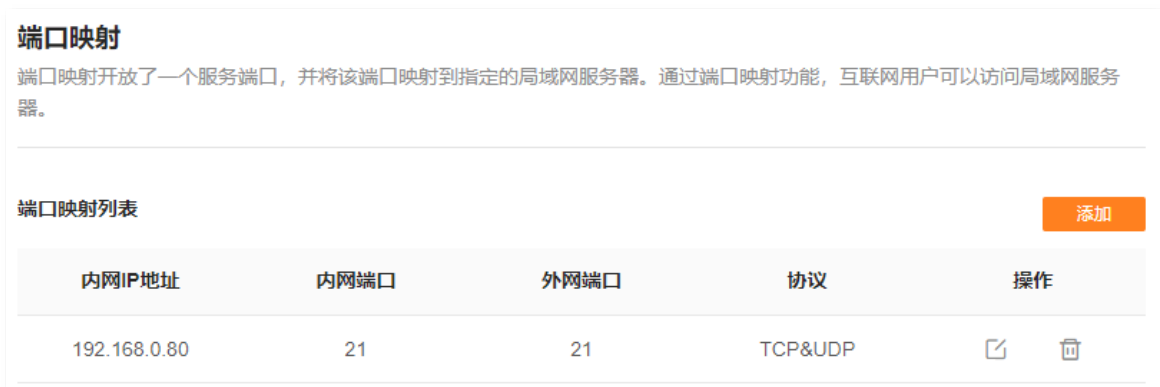 端口映射
端口映射开放了一个服务端口，并将该端口映射到指定的局域网服务器。通过端口映射功能，互联网用户可以访问局域网服务
器。
端口映射列表
添加
内网IP地址 内网端口 外网端口 协议 操作
192.168.0.80 21 21 TCP&UDP